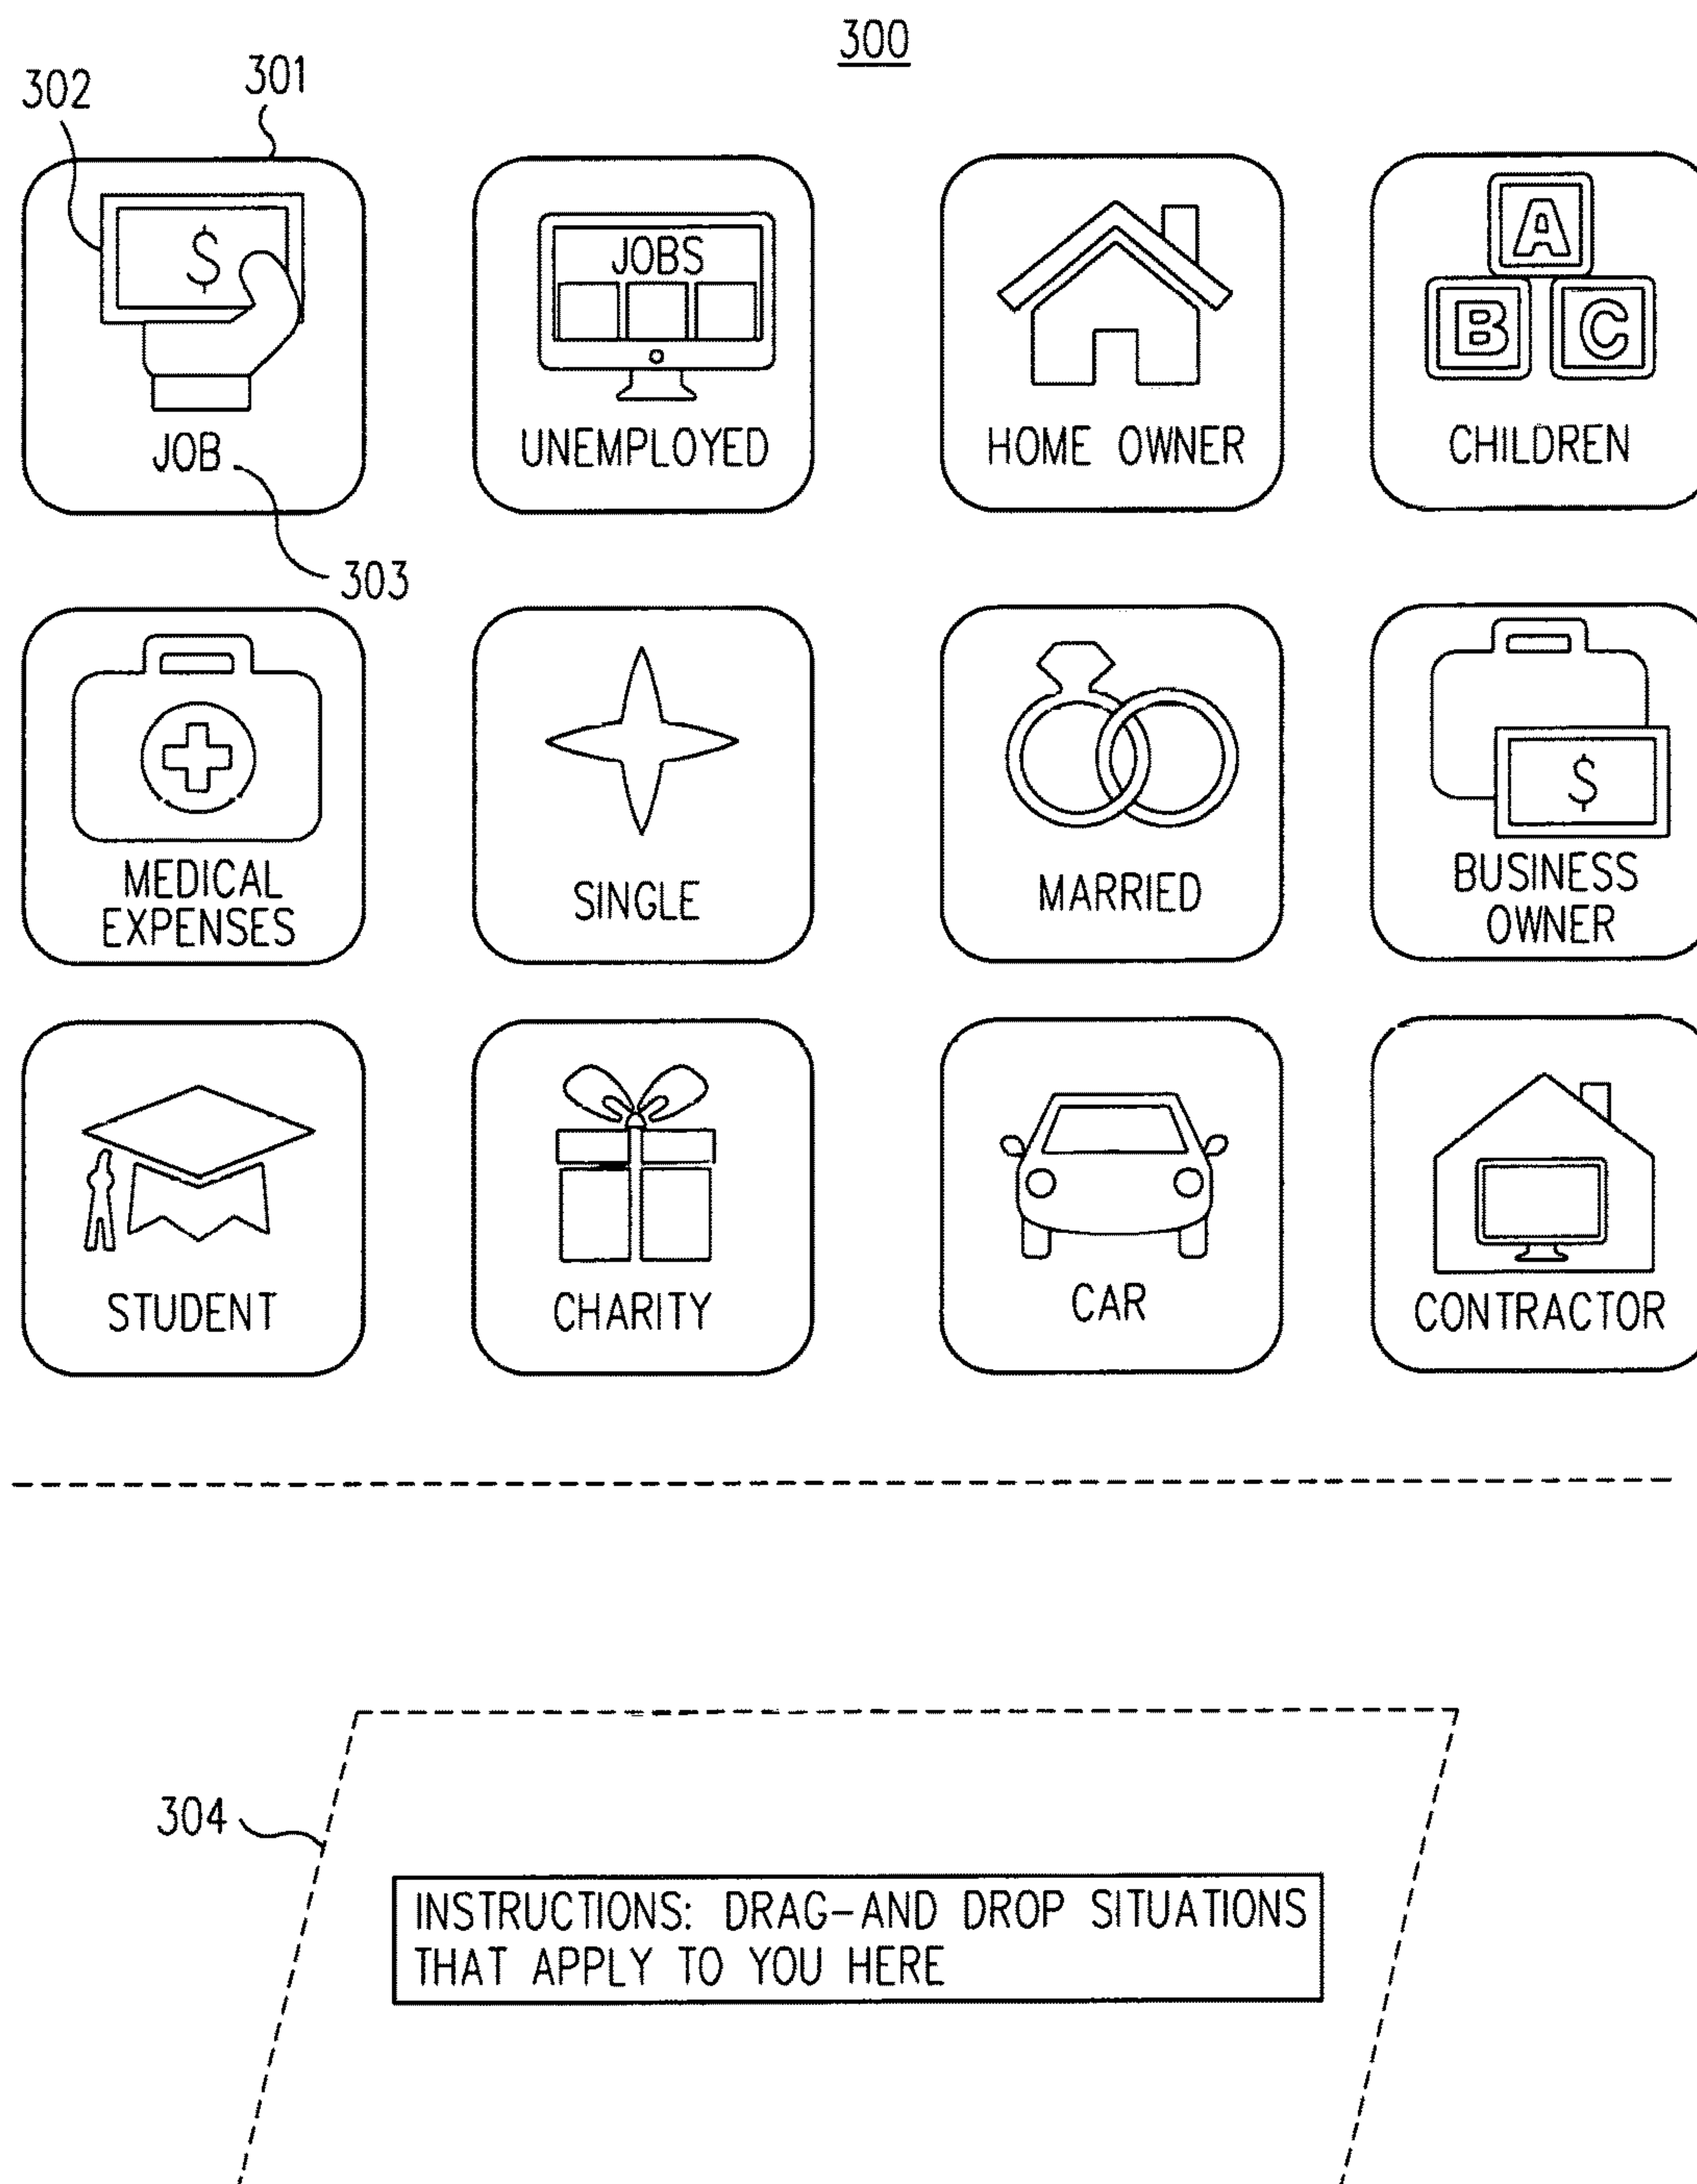 300
302
301
$
JOB
303
JOBS
UNEMPLOYED
HOME OWNER
A
B C
CHILDREN
MEDICAL
EXPENSES
SINGLE
MARRIED
$
BUSINESS
OWNER
STUDENT
CHARITY
CAR
CONTRACTOR
304
INSTRUCTIONS: DRAG-AND DROP SITUATIONS
THAT APPLY TO YOU HERE